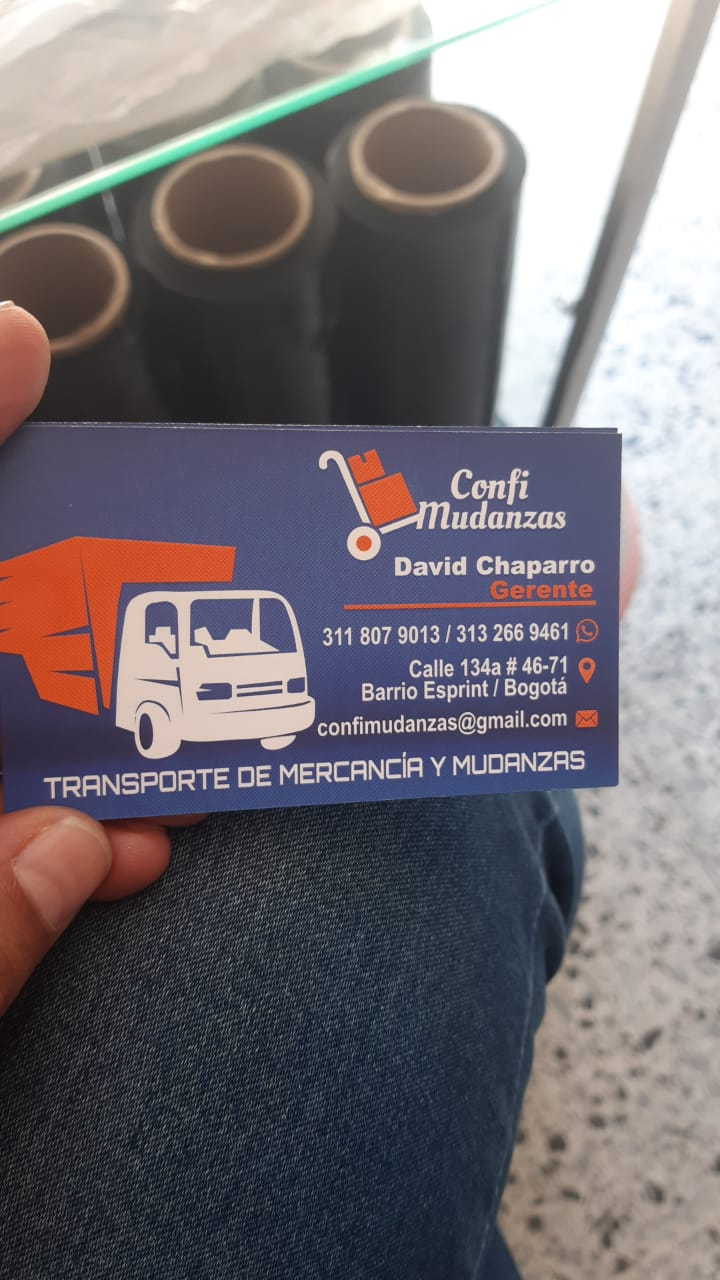 Confi
Mudanzas
David Chaparro
Gerente
311 807 9013 / 313 266 9461
Calle 134a # 46-71
Barrio Esprint / Bogotá
confimudanzas@gmail.com
TRANSPORTE DE MERCANCÍA Y MUDANZAS